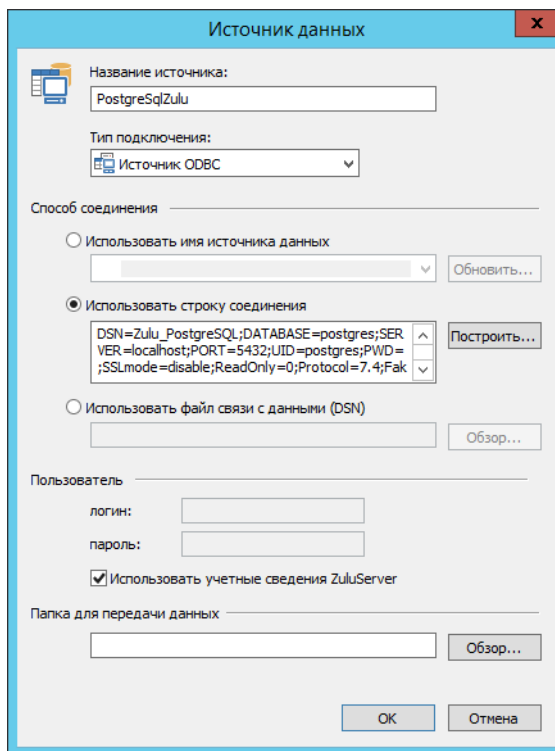 Источник данных
x
Название источника:
PostgreSqlZulu
Тип подключения:
Источник ODBC
Способ соединения
Использовать имя источника данных
Обновить...
Использовать строку соединения
DSN=Zulu_PostgreSQL;DATABASE=postgres;SER
VER=localhost;PORT=5432;UID=postgres;PWD=
;SSLmode=disable;ReadOnly=0;Protocol=7.4;Fak
Построить...
Использовать файл связи с данными (DSN)
Обзор...
Пользователь
логин:
пароль:
Использовать учетные сведения ZuluServer
Папка для передачи данных
Обзор...
OK
Отмена